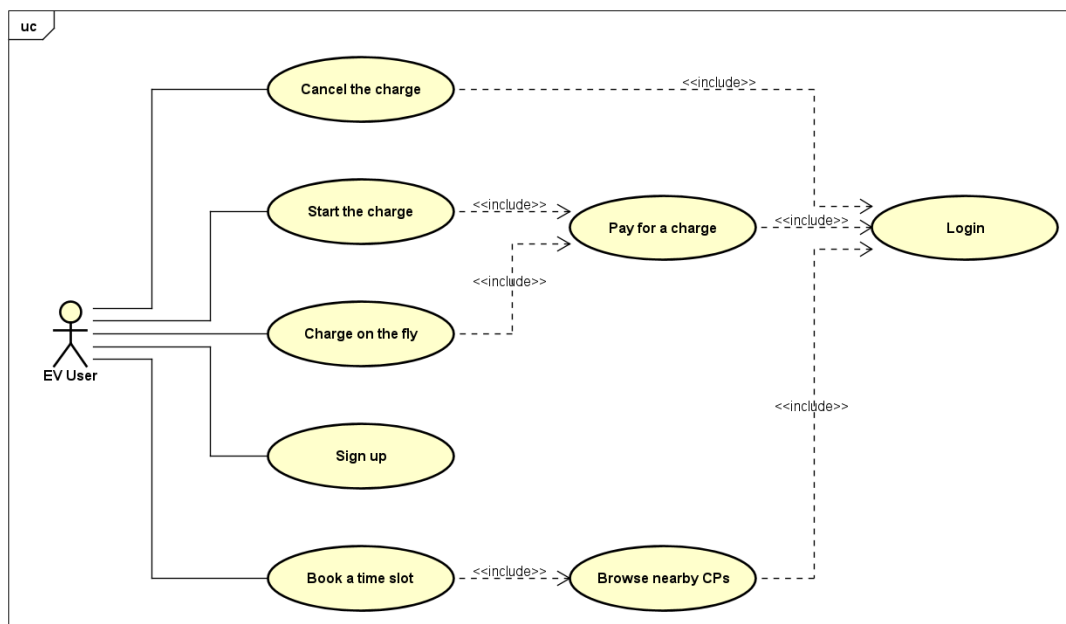 uc
Cancel the charge
<<include>>
Start the charge
<<include>>
Pay for a charge
<<include>>
Login
<<include>>
Charge on the fly
EV User
<<include>>
Sign up
Book a time slot
<<include>>
Browse nearby CPs